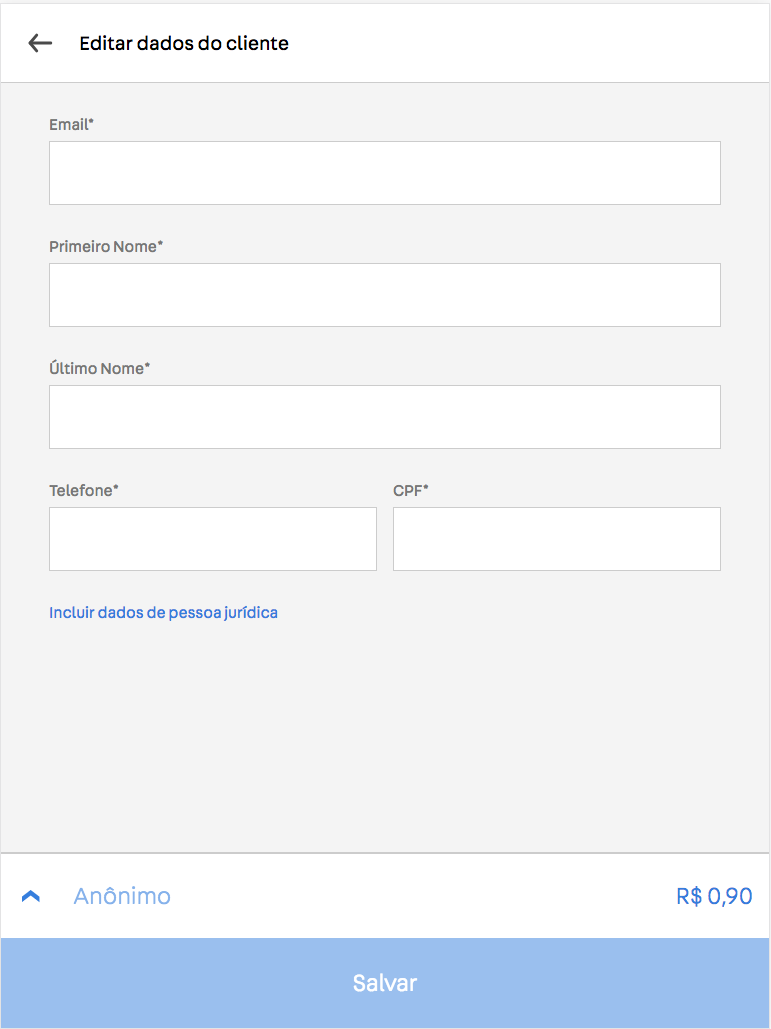 Editar dados do cliente
Email*
Primeiro Nome*
Último Nome*
Telefone* CPF*
Incluir dados de pessoa jurídica
Anônimo R$ 0,90
Salvar